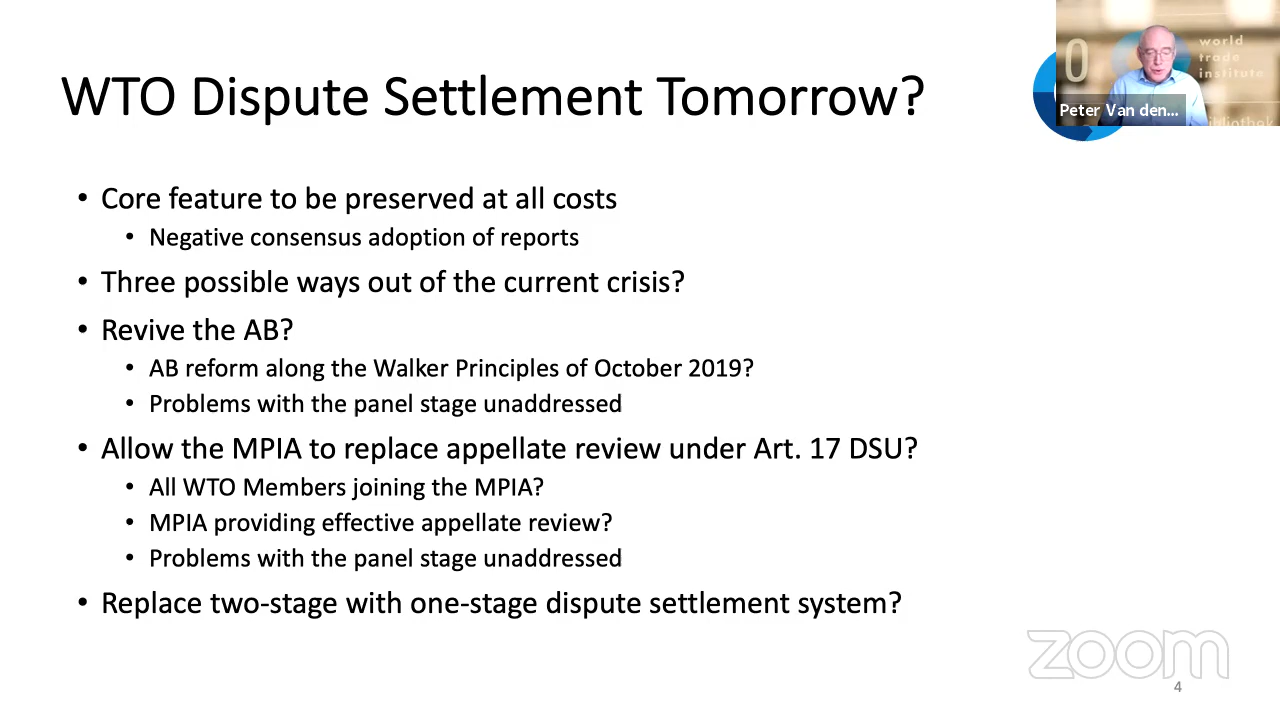 WTO Dispute Settlement Tomorrow?
world
trade
institute
Peter Van den...
• Core feature to be preserved at all costs
• Negative consensus adoption of reports
• Three possible ways out of the current crisis?
• Revive the AB?
• AB reform along the Walker Principles of October 2019?
• Problems with the panel stage unaddressed
• Allow the MPIA to replace appellate review under Art. 17 DSU?
• All WTO Members joining the MPIA?
• MPIA providing effective appellate review?
• Problems with the panel stage unaddressed
• Replace two-stage with one-stage dispute settlement system?
zoom
4